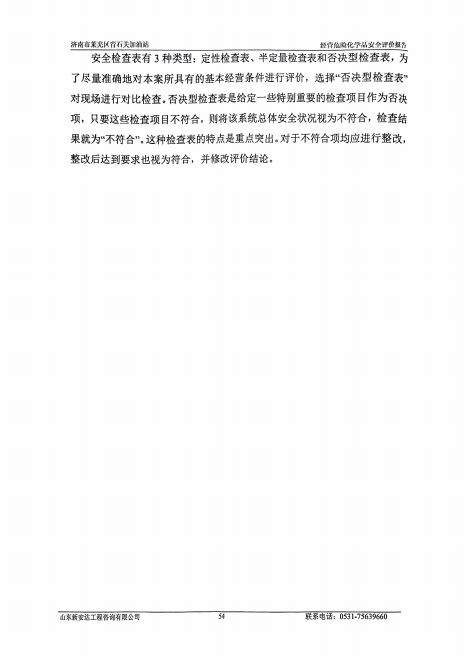 济南市莱芜区青石关加油站 经营危险化学品安全评价报告
安全检查表有 3 种类型：定性检查表、半定量检查表和否决型检查表，为
了尽量准确地对本案所具有的基本经营条件进行评价，选择“否决型检查表”
对现场进行对比检查。否决型检查表是给定一些特别重要的检查项目作为否决
项，只要这些检查项目不符合，则将该系统总体安全状况视为不符合，检查结
果就为“不符合”。这种检查表的特点是重点突出。对于不符合项均应进行整改，
整改后达到要求也视为符合，并修改评价结论。
山东新安达工程咨询有限公司 54 联系电话：0531-75639660